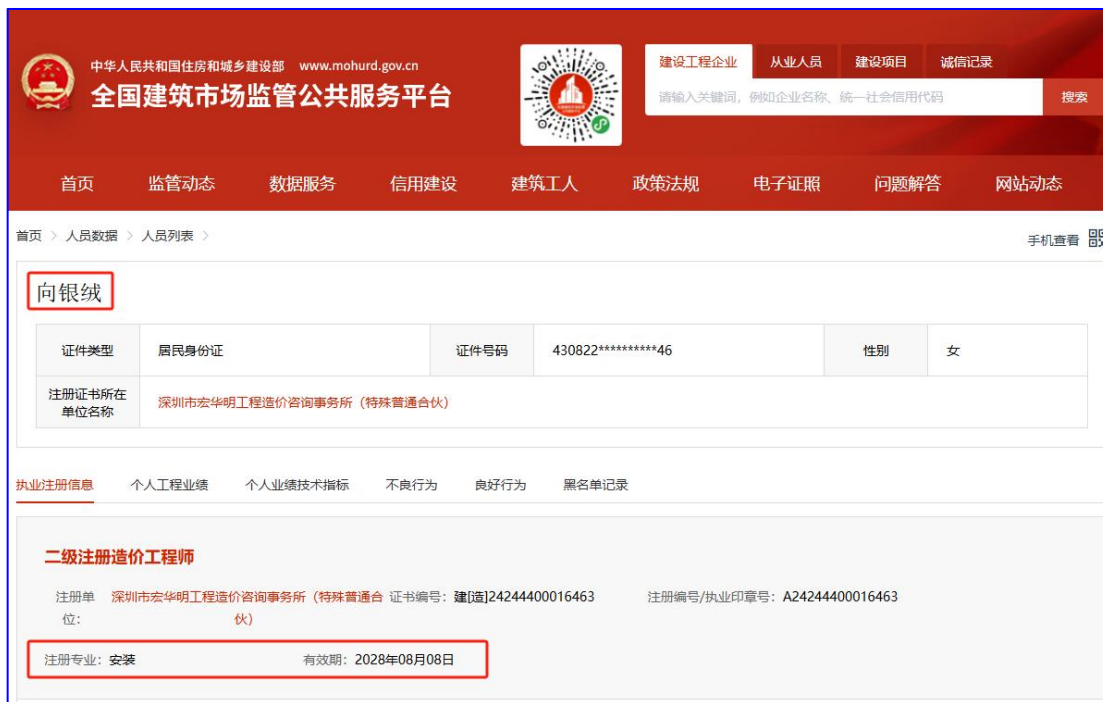 中华人民共和国住房和城乡建设部 www.mohurd.gov.cn
全国建筑市场监管公共服务平台
建设工程企业 从业人员 建设项目 诚信记录
请输入关键词，例如企业名称、统一社会信用代码 搜索
首页 监管动态 数据服务 信用建设 建筑工人 政策法规 电子证照 问题解答 网站动态
首页 > 人员数据 > 人员列表 >
手机查看
向银绒
证件类型 居民身份证 证件号码 430822**********46 性别 女
注册证书所在
单位名称
深圳市宏华明工程造价咨询事务所（特殊普通合伙）
执业注册信息 个人工程业绩 个人业绩技术指标 不良行为 良好行为 黑名单记录
二级注册造价工程师
注册单 深圳市宏华明工程造价咨询事务所（特殊普通合 证书编号：建[造]24244400016463 注册编号/执业印章号：A24244400016463
位： 伙）
注册专业：安装 有效期：2028年08月08日